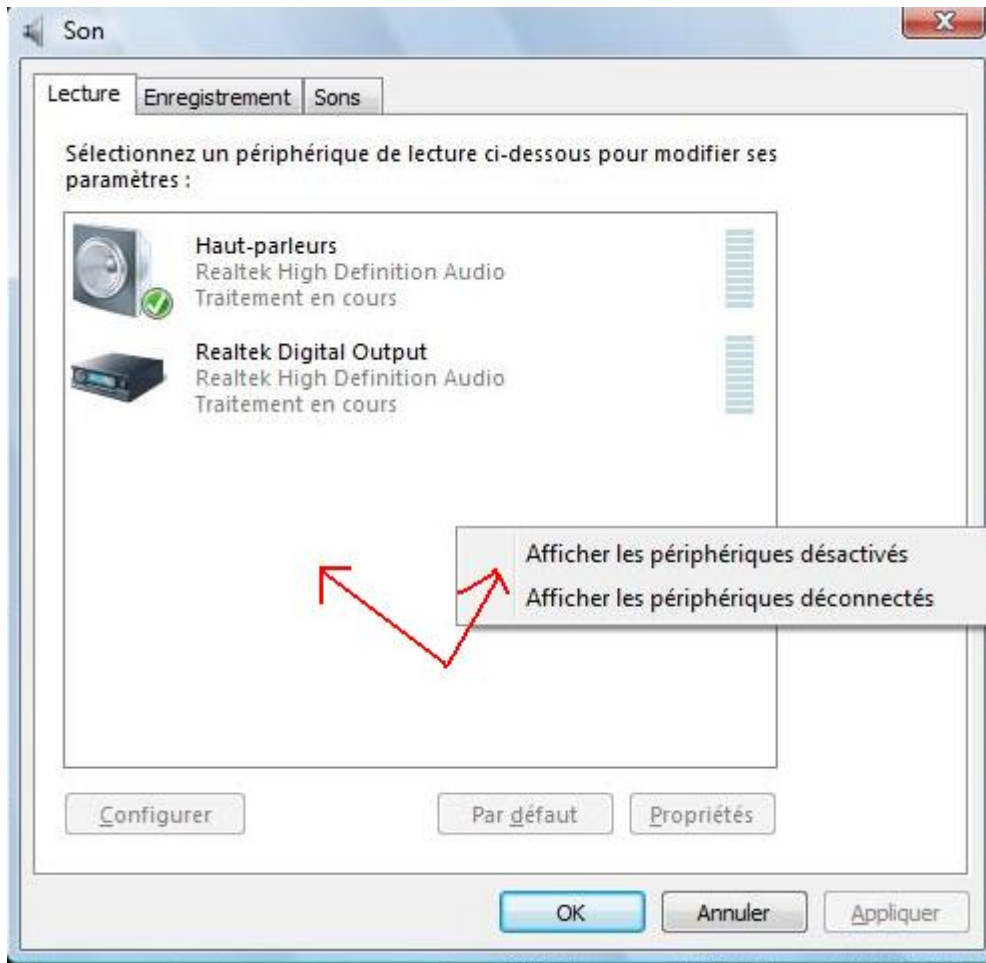 Son
Lecture Enregistrement Sons
Sélectionnez un périphérique de lecture ci-dessous pour modifier ses
paramètres :
Haut-parleurs
Realtek High Definition Audio
Traitement en cours
Realtek Digital Output
Realtek High Definition Audio
Traitement en cours
Afficher les périphériques désactivés
Afficher les périphériques déconnectés
Configurer Par défaut Propriétés
OK Annuler Appliquer